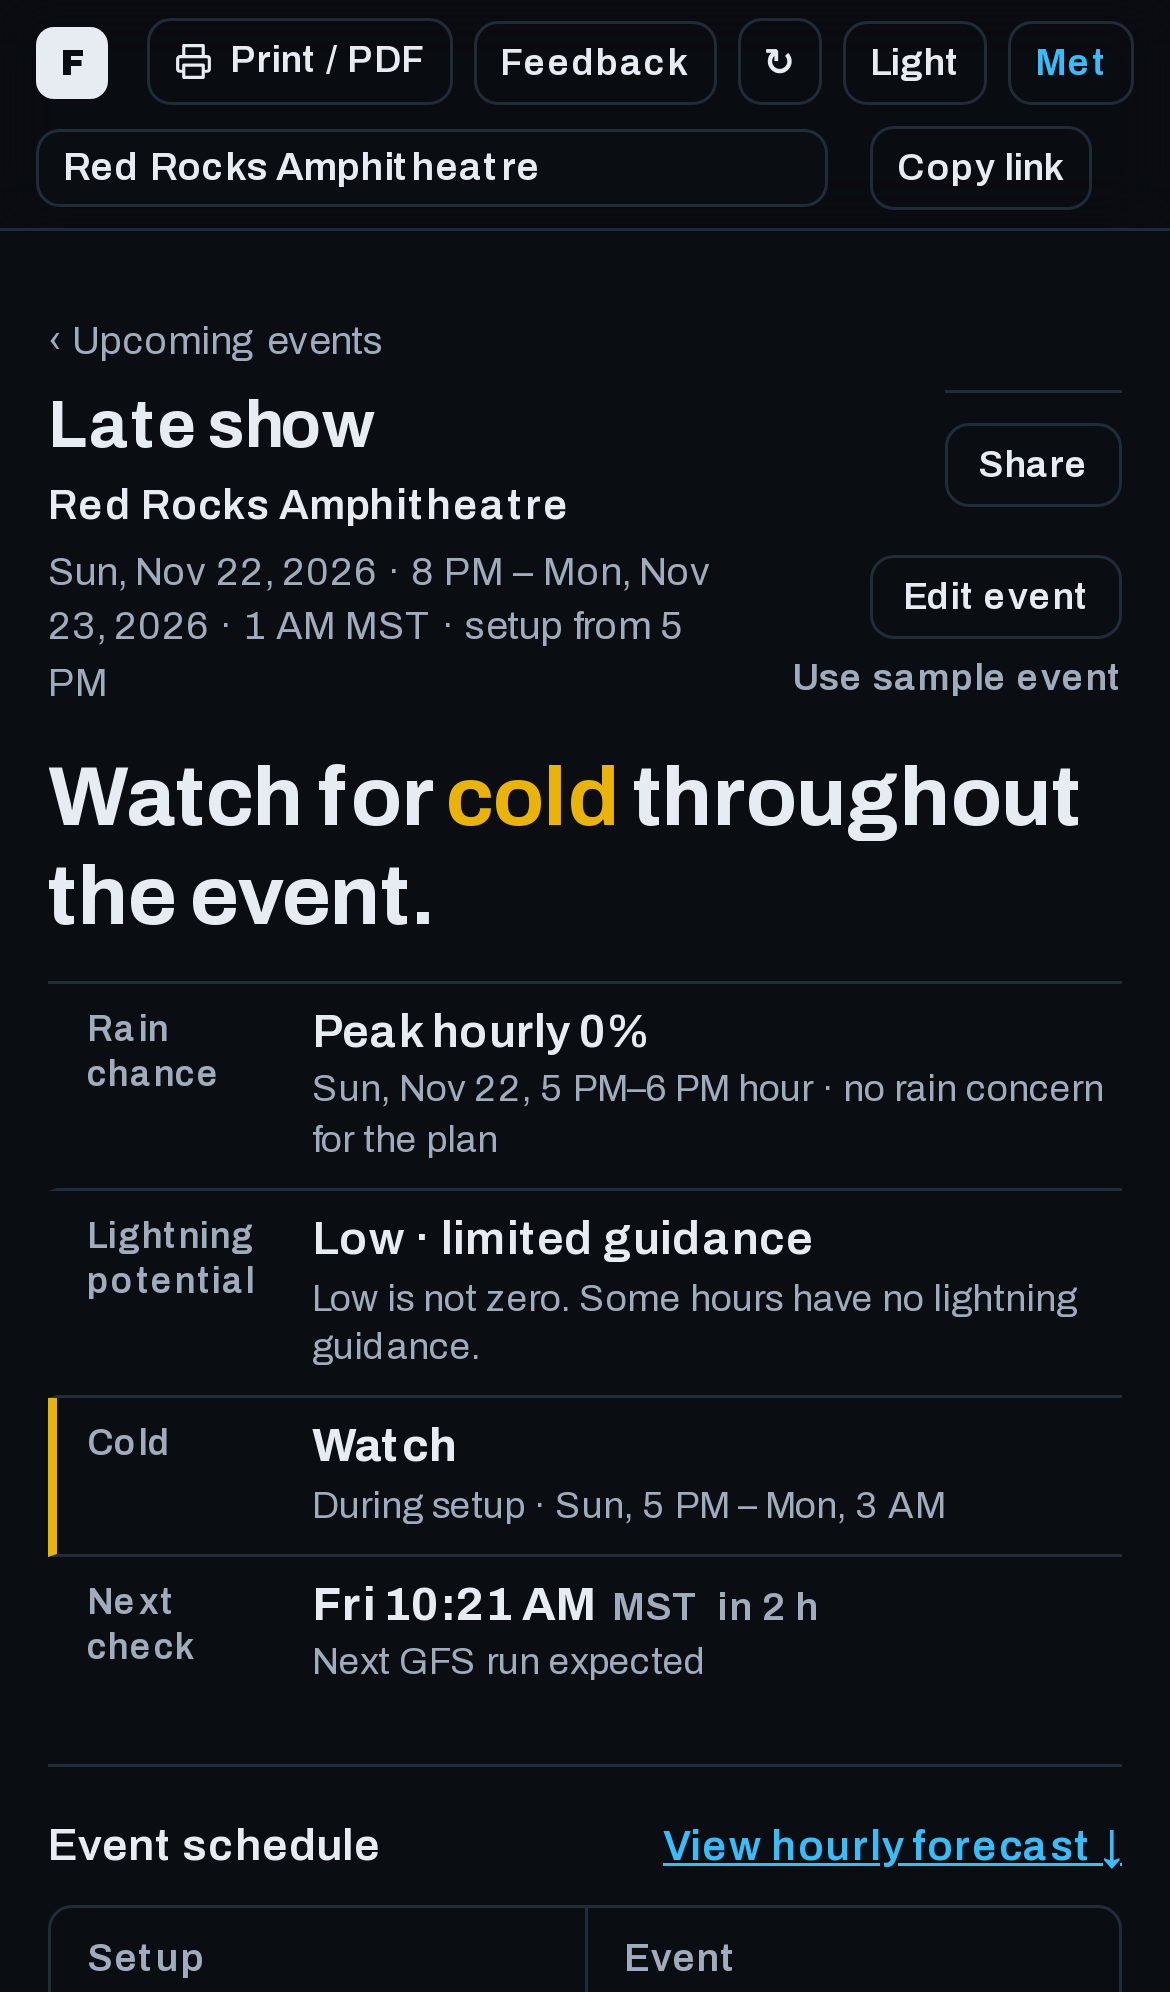 F
Print / PDF
Feedback
↻
Light
Met
Red Rocks Amphitheatre
Copy link
‹ Upcoming events
Late show
Share
Red Rocks Amphitheatre
Sun, Nov 22, 2026 · 8 PM – Mon, Nov
23, 2026 · 1 AM MST · setup from 5
PM
Edit event
Use sample event
Watch for cold throughout
the event.
Rain
chance
Peak hourly 0%
Sun, Nov 22, 5 PM–6 PM hour · no rain concern
for the plan
Lightning
potential
Low · limited guidance
Low is not zero. Some hours have no lightning
guidance.
Cold
Watch
During setup · Sun, 5 PM – Mon, 3 AM
Next
check
Fri 10:21 AM MST in 2 h
Next GFS run expected
Event schedule
View hourly forecast ↓
Setup
Event